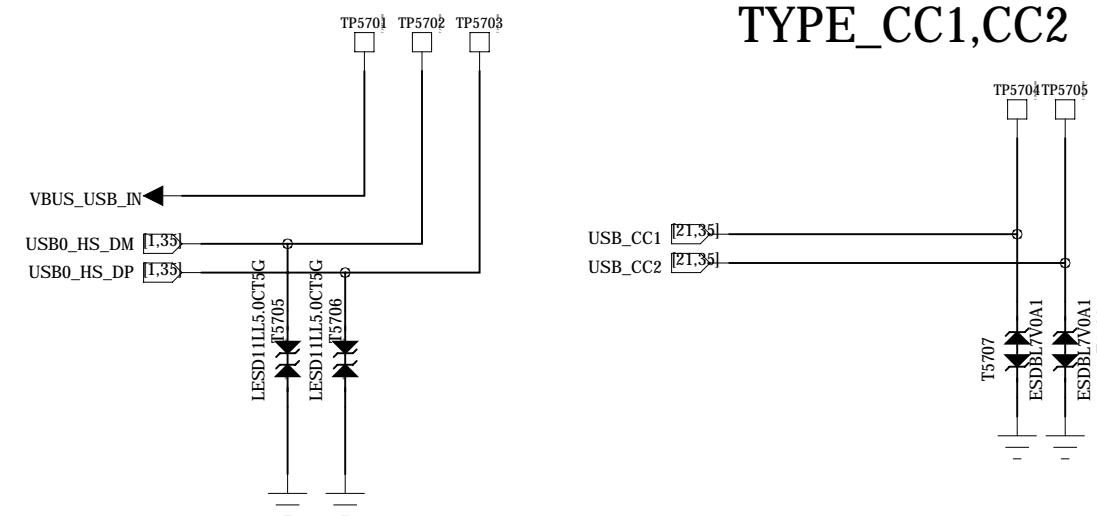 TP5701 TP5702 TP5703
VBUS_USB_IN
USB0_HS_DM [1,35]
USB0_HS_DP [1,35]
LESD11LL5.0CT5G
T5705
LESD11LL5.0CT5G
T5706
TYPE_CC1,CC2
TP5704 TP5705
USB_CC1 [21,35]
USB_CC2 [21,35]
T5707
ESDBL7V0A1
ESDBL7V0A1